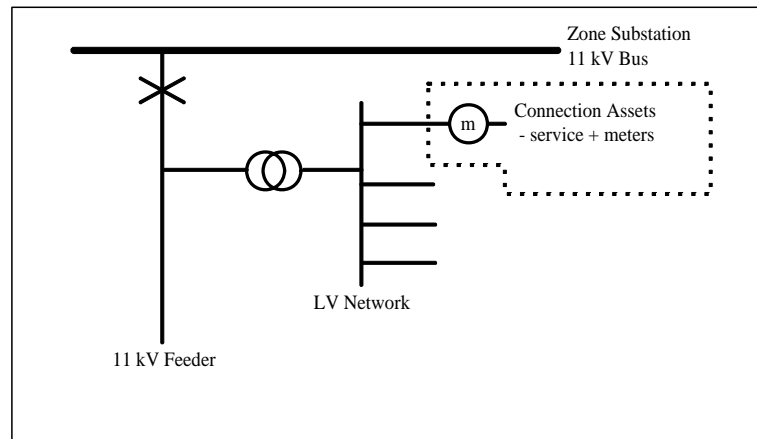 Zone Substation
11 kV Bus
Connection Assets
- service + meters
m
LV Network
11 kV Feeder